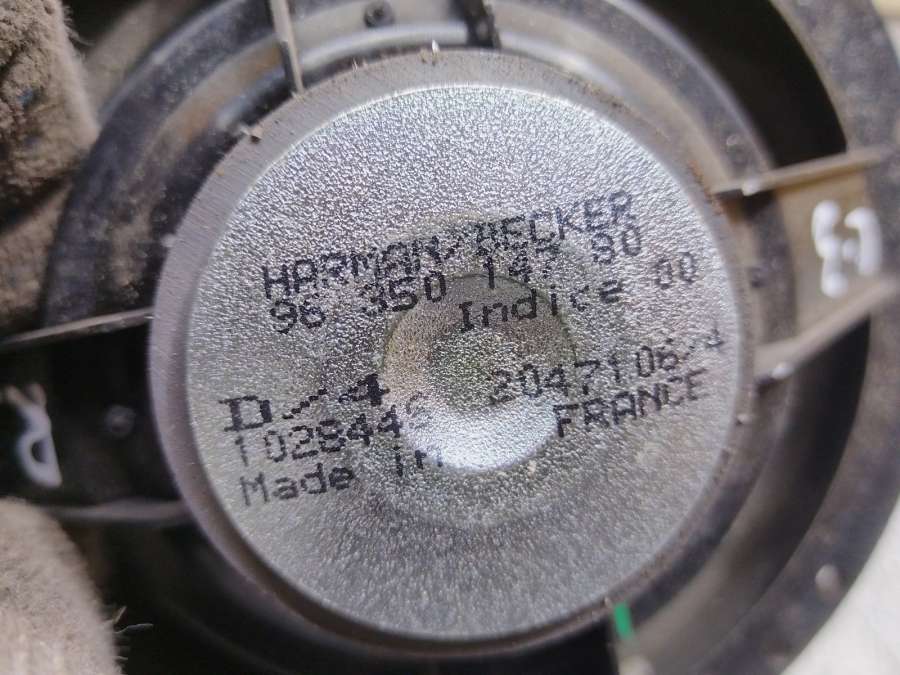 HARMAN/BECKER
96 350 147 80
Indice 00
D/4
1028446 2047106/4
Made in FRANCE